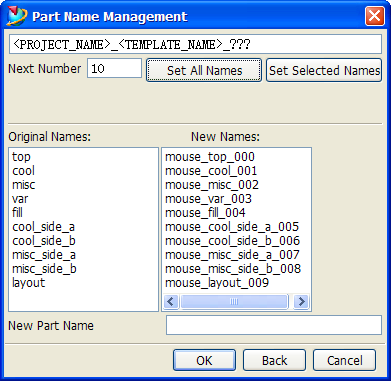 Part Name Management
<PROJECT_NAME>_<TEMPLATE_NAME>_???
Next Number 10 Set All Names Set Selected Names
Original Names: New Names:
top mouse_top_000
cool mouse_cool_001
misc mouse_misc_002
var mouse_var_003
fill mouse_fill_004
cool_side_a mouse_cool_side_a_005
cool_side_b mouse_cool_side_b_006
misc_side_a mouse_misc_side_a_007
misc_side_b mouse_misc_side_b_008
layout mouse_layout_009
New Part Name
OK Back Cancel